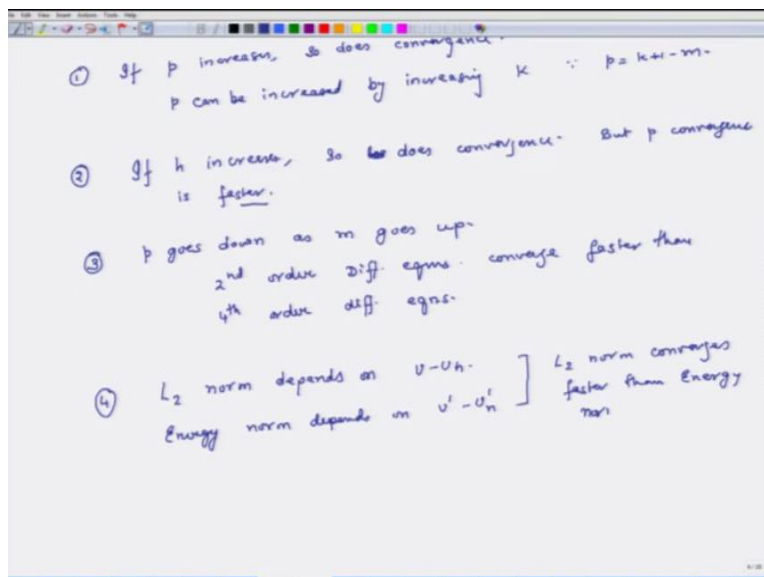 ① If p increases, so does convergence.
p can be increased by increasing k ∵ p = k+1-m.
② If h increases, so does convergence. But p convergence
is faster.
③ p goes down as m goes up.
2nd order Diff. eqns. converge faster than
4th order diff. eqns.
④ L₂ norm depends on u-uh. ] L₂ norm converges
Energy norm depends on u'-u'h faster than Energy
nor